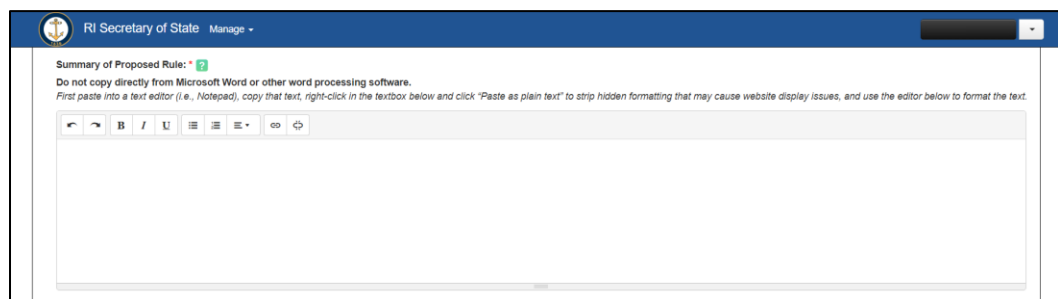 RI Secretary of State Manage
Summary of Proposed Rule: * ?
Do not copy directly from Microsoft Word or other word processing software.
First paste into a text editor (i.e., Notepad), copy that text, right-click in the textbox below and click "Paste as plain text" to strip hidden formatting that may cause website display issues, and use the editor below to format the text.
B I U